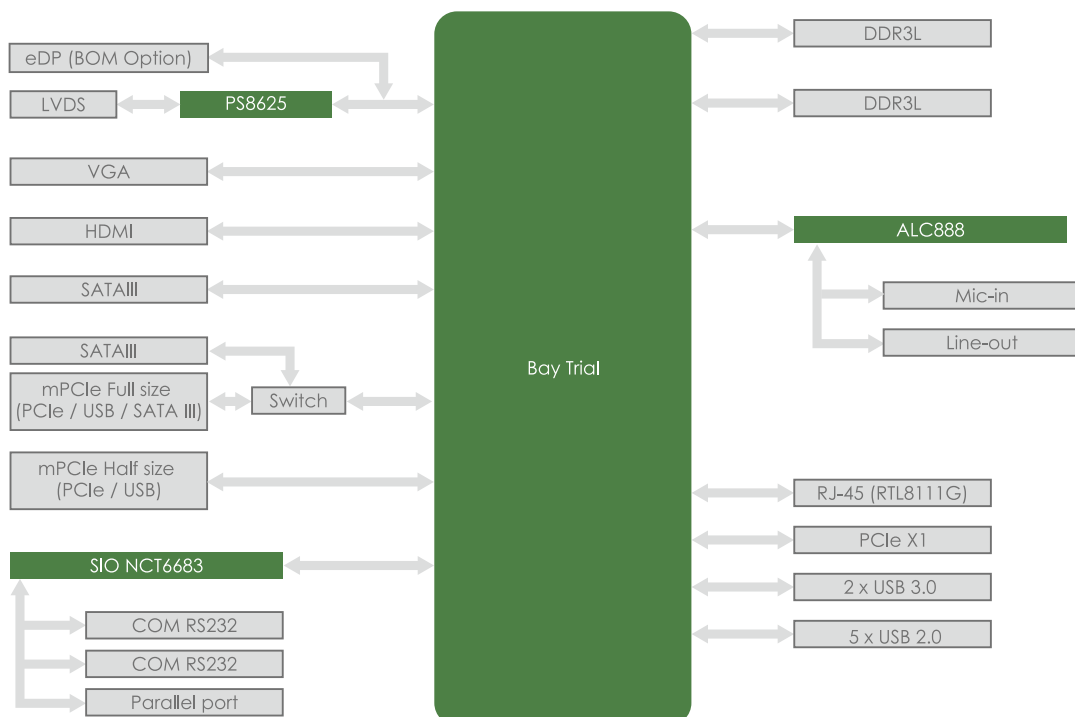 eDP (BOM Option)
LVDS
PS8625
VGA
HDMI
SATAIII
SATAIII
mPCIe Full size
(PCIe / USB / SATA III)
Switch
mPCIe Half size
(PCIe / USB)
SIO NCT6683
COM RS232
COM RS232
Parallel port
Bay Trial
DDR3L
DDR3L
ALC888
Mic-in
Line-out
RJ-45 (RTL8111G)
PCIe X1
2 x USB 3.0
5 x USB 2.0